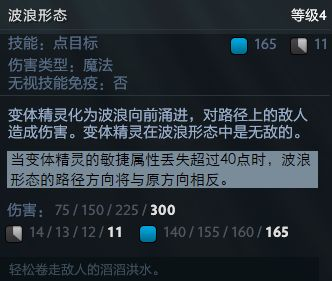 波浪形态 等级4
技能：点目标 165 11
伤害类型：魔法
无视技能免疫：否
变体精灵化为波浪向前涌进，对路径上的敌人
造成伤害。变体精灵在波浪形态中是无敌的。
当变体精灵的敏捷属性丢失超过40点时，波浪
形态的路径方向将与原方向相反。
伤害：75 / 150 / 225 / 300
14 / 13 / 12 / 11 140 / 155 / 160 / 165
轻松卷走敌人的滔滔洪水。